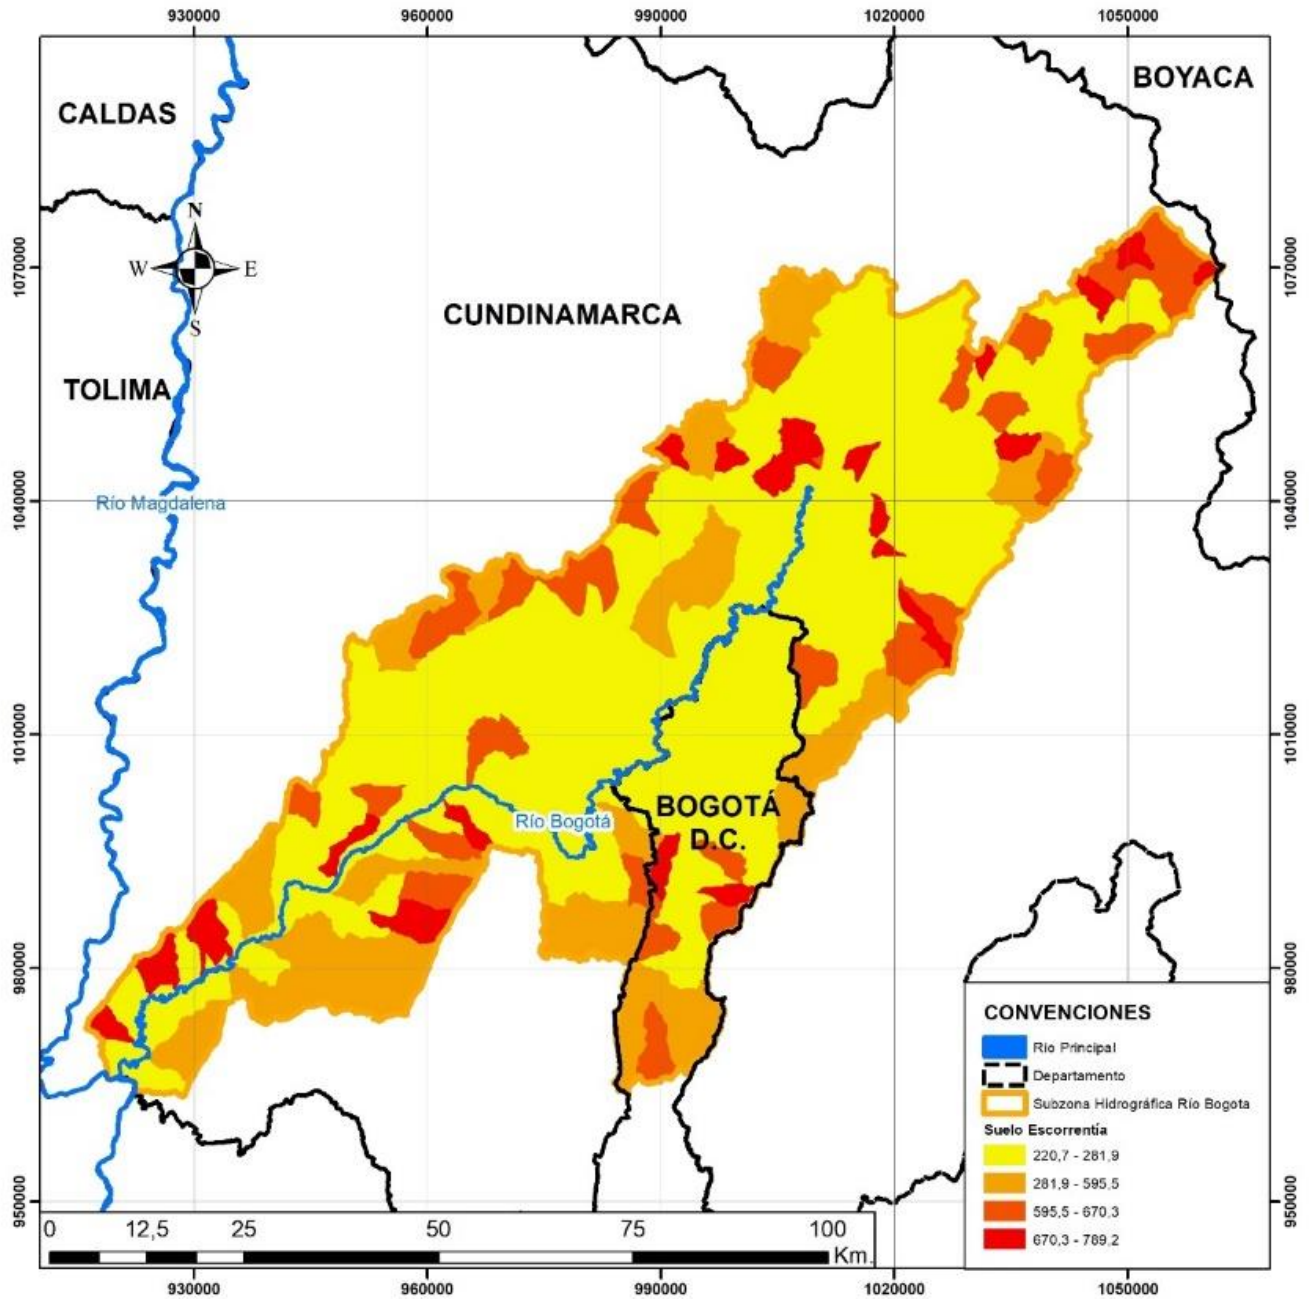 930000 960000 990000 1020000 1050000
BOYACA
CALDAS
N
W E
S
1070000 1070000
CUNDINAMARCA
TOLIMA
Río Magdalena
1040000 1040000
1010000 1010000
BOGOTÁ
D.C.
Río Bogotá
980000 980000
CONVENCIONES
Río Principal
Departamento
Subzona Hidrográfica Río Bogota
Suelo Escorrentía
220,7 - 281,9
281,9 - 595,5
595,5 - 670,3
670,3 - 789,2
950000 950000
0 12,5 25 50 75 100
Km.
930000 960000 990000 1020000 1050000